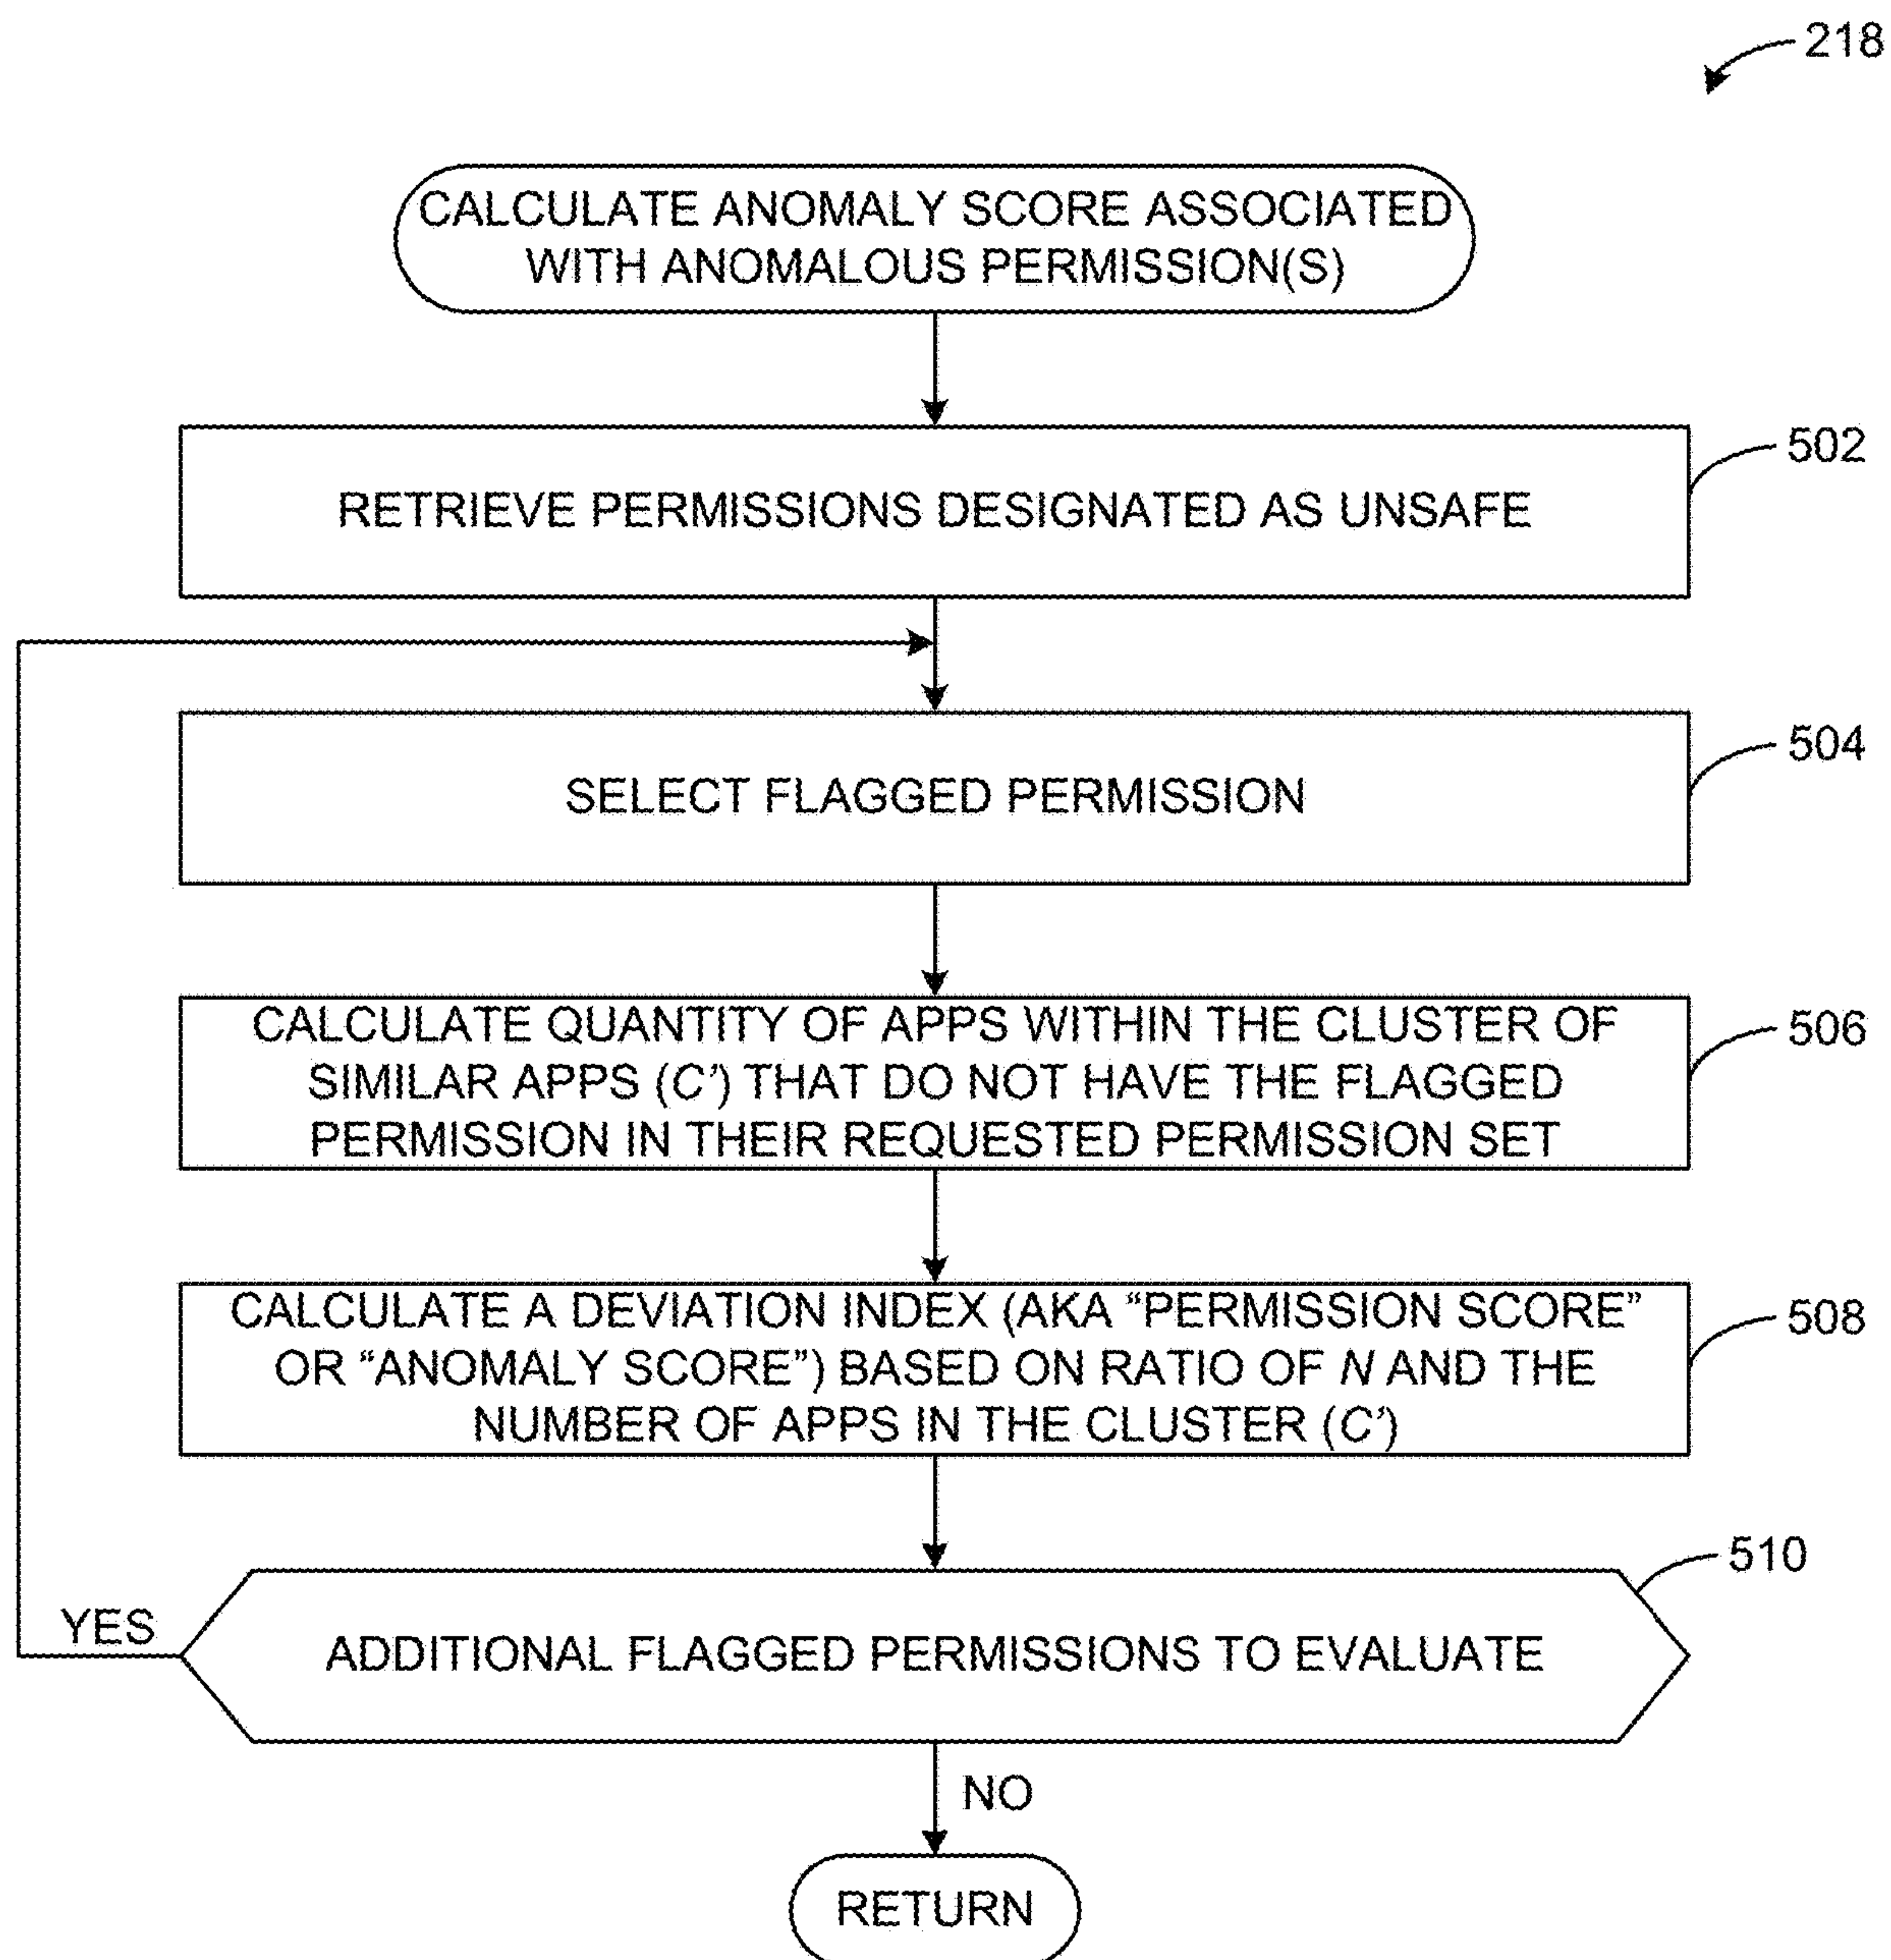 218
CALCULATE ANOMALY SCORE ASSOCIATED
WITH ANOMALOUS PERMISSION(S)
502
RETRIEVE PERMISSIONS DESIGNATED AS UNSAFE
504
SELECT FLAGGED PERMISSION
506
CALCULATE QUANTITY OF APPS WITHIN THE CLUSTER OF
SIMILAR APPS (C') THAT DO NOT HAVE THE FLAGGED
PERMISSION IN THEIR REQUESTED PERMISSION SET
508
CALCULATE A DEVIATION INDEX (AKA “PERMISSION SCORE”
OR “ANOMALY SCORE”) BASED ON RATIO OF N AND THE
NUMBER OF APPS IN THE CLUSTER (C')
510
YES
ADDITIONAL FLAGGED PERMISSIONS TO EVALUATE
NO
RETURN